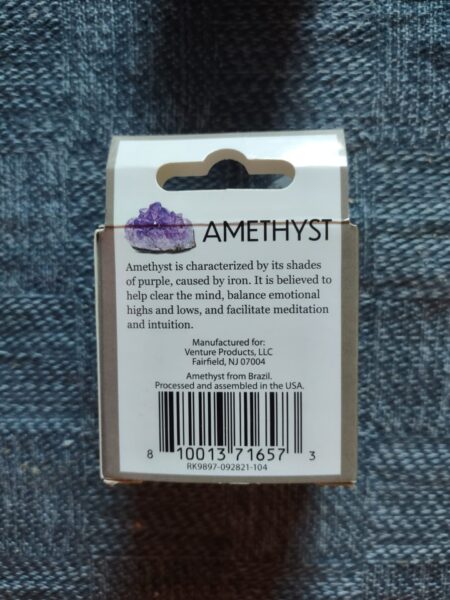 AMETHYST
Amethyst is characterized by its shades
of purple, caused by iron. It is believed to
help clear the mind, balance emotional
highs and lows, and facilitate meditation
and intuition.
Manufactured for:
Venture Products, LLC
Fairfield, NJ 07004
Amethyst from Brazil.
Processed and assembled in the USA.
8 10013 71657 3
RK9897-092821-104